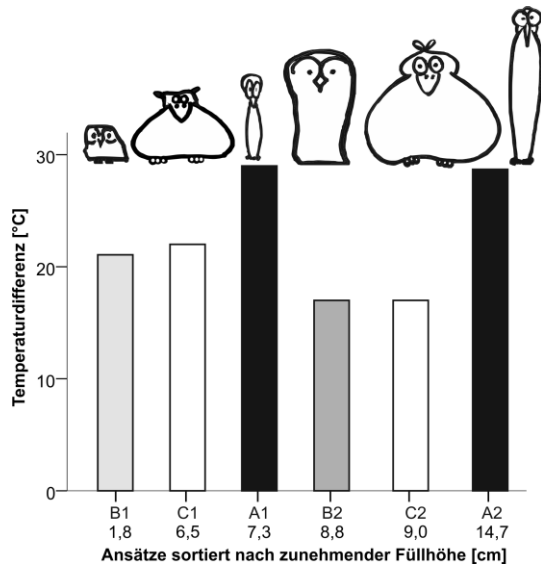 Temperaturdifferenz [°C]
30
20
10
0
B1 C1 A1 B2 C2 A2
1,8 6,5 7,3 8,8 9,0 14,7
Ansätze sortiert nach zunehmender Füllhöhe [cm]